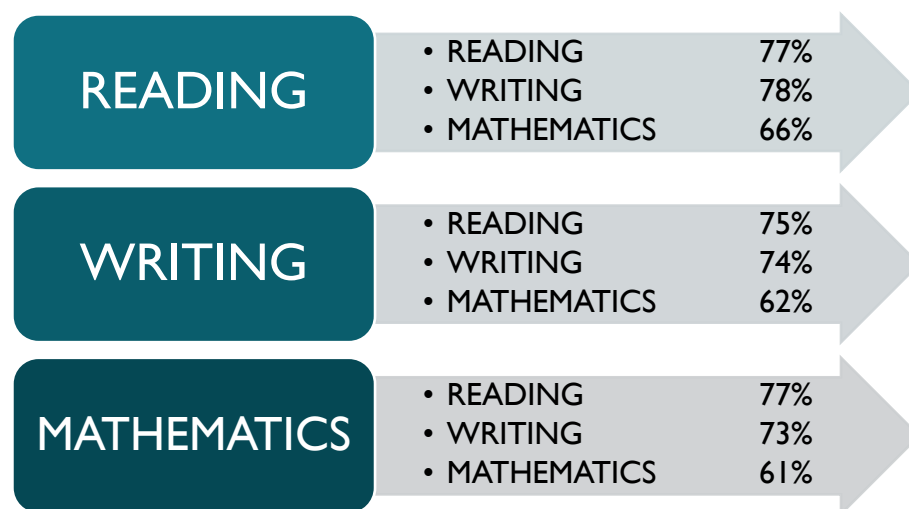 READING
• READING 77%
• WRITING 78%
• MATHEMATICS 66%
WRITING
• READING 75%
• WRITING 74%
• MATHEMATICS 62%
MATHEMATICS
• READING 77%
• WRITING 73%
• MATHEMATICS 61%